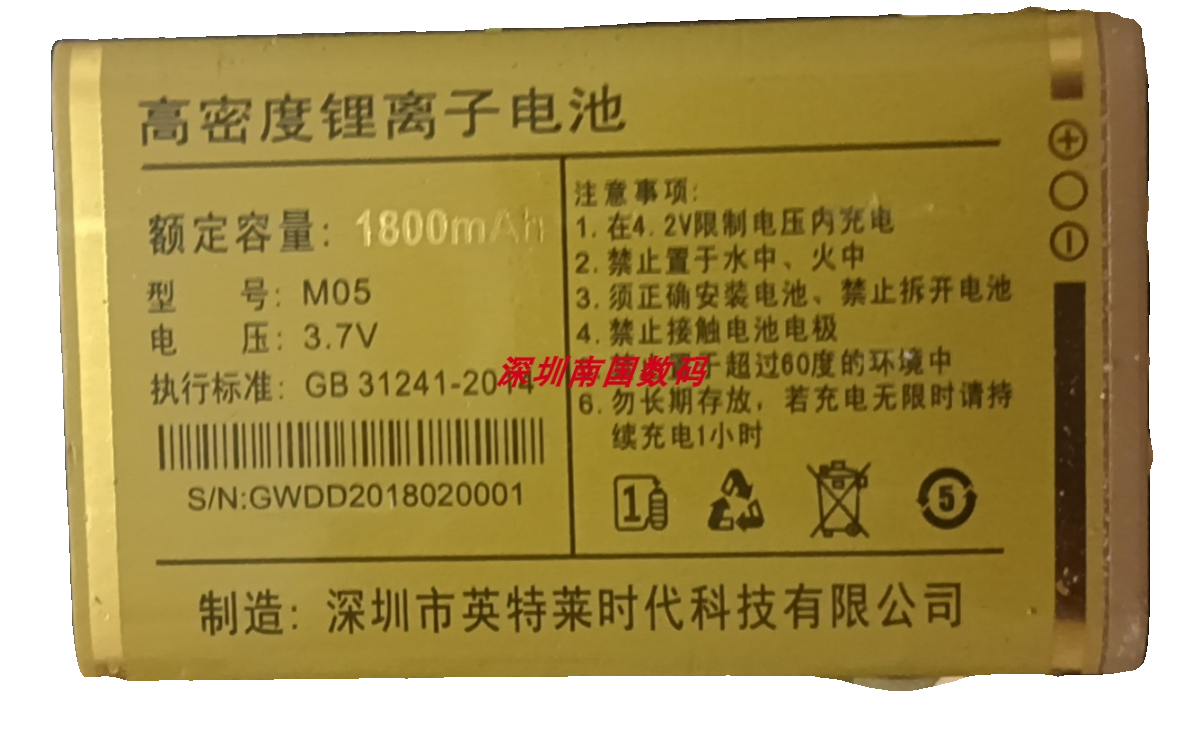 高密度锂离子电池
额定容量: 1800mAh
型 号: M05
电 压: 3.7V
执行标准: GB 31241-2014
S/N:GWDD2018020001
注意事项:
1. 在4.2V限制电压内充电
2. 禁止置于水中、火中
3. 须正确安装电池、禁止拆开电池
4. 禁止接触电池电极
于超过60度的环境中
6. 勿长期存放，若充电无限时请持
续充电1小时
深圳南国数码
1
5
制造: 深圳市英特莱时代科技有限公司